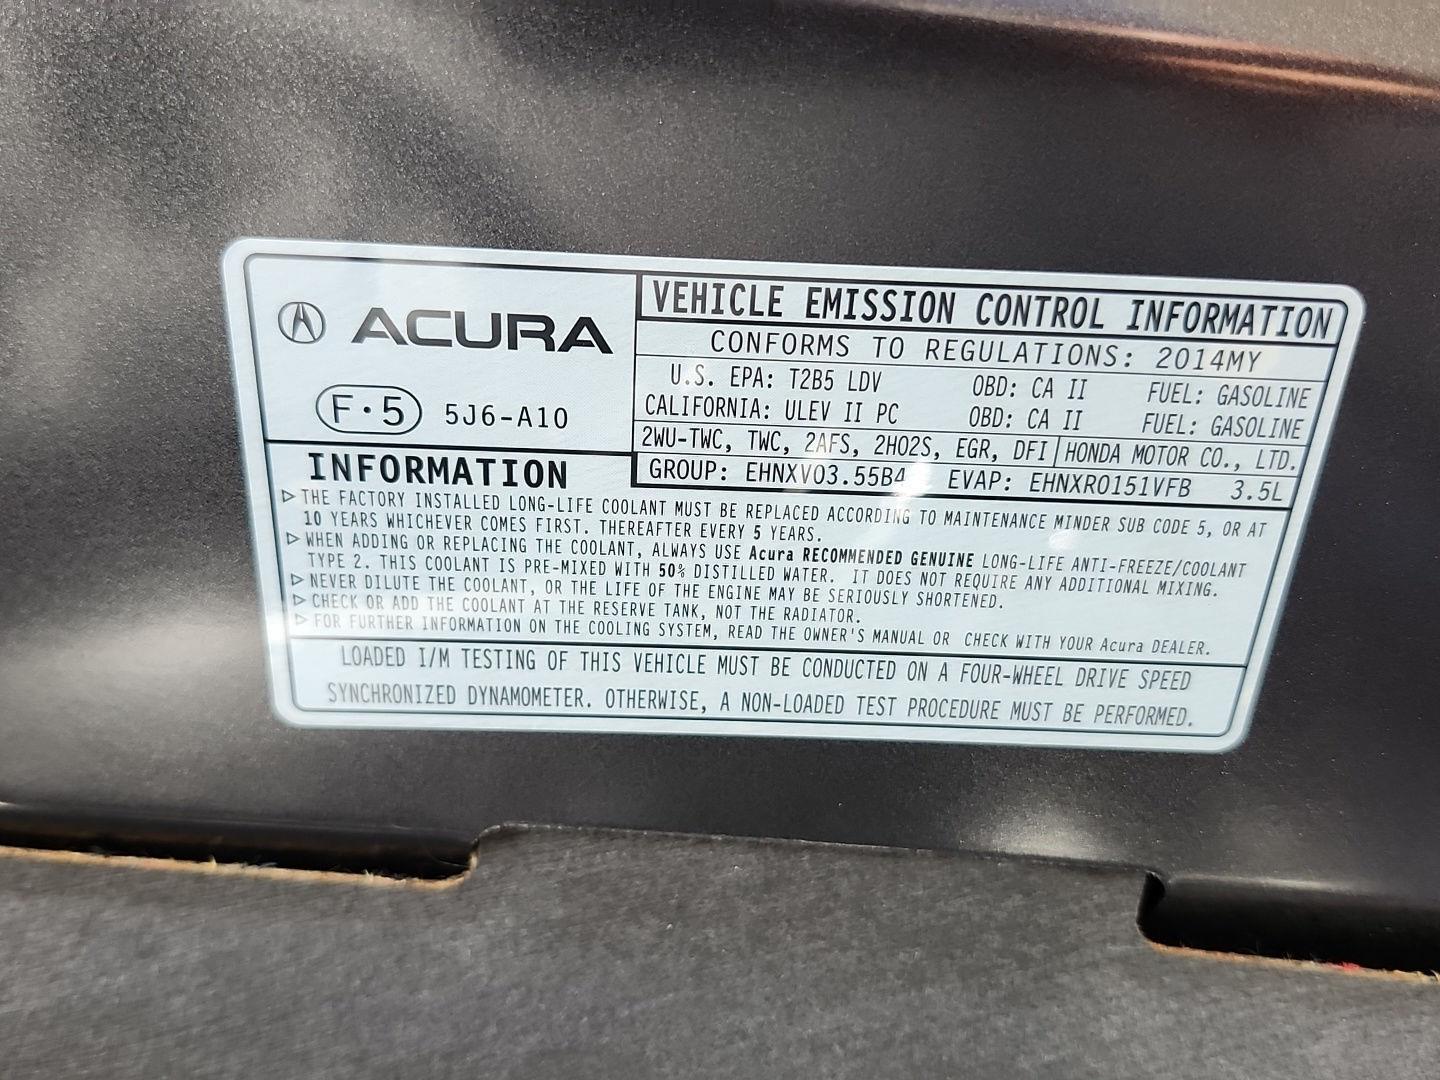 ACURA
F·5 5J6-A10
VEHICLE EMISSION CONTROL INFORMATION
CONFORMS TO REGULATIONS: 2014MY
U.S. EPA: T2B5 LDV OBD: CA II FUEL: GASOLINE
CALIFORNIA: ULEV II PC OBD: CA II FUEL: GASOLINE
2WU-TWC, TWC, 2AFS, 2HO2S, EGR, DFI HONDA MOTOR CO., LTD.
GROUP: EHNXV03.55B4 EVAP: EHNXR0151VFB 3.5L
INFORMATION
▷ THE FACTORY INSTALLED LONG-LIFE COOLANT MUST BE REPLACED ACCORDING TO MAINTENANCE MINDER SUB CODE 5, OR AT
10 YEARS WHICHEVER COMES FIRST. THEREAFTER EVERY 5 YEARS.
▷ WHEN ADDING OR REPLACING THE COOLANT, ALWAYS USE Acura RECOMMENDED GENUINE LONG-LIFE ANTI-FREEZE/COOLANT
TYPE 2. THIS COOLANT IS PRE-MIXED WITH 50% DISTILLED WATER. IT DOES NOT REQUIRE ANY ADDITIONAL MIXING.
▷ NEVER DILUTE THE COOLANT, OR THE LIFE OF THE ENGINE MAY BE SERIOUSLY SHORTENED.
▷ CHECK OR ADD THE COOLANT AT THE RESERVE TANK, NOT THE RADIATOR.
▷ FOR FURTHER INFORMATION ON THE COOLING SYSTEM, READ THE OWNER'S MANUAL OR CHECK WITH YOUR Acura DEALER.
LOADED I/M TESTING OF THIS VEHICLE MUST BE CONDUCTED ON A FOUR-WHEEL DRIVE SPEED
SYNCHRONIZED DYNAMOMETER. OTHERWISE, A NON-LOADED TEST PROCEDURE MUST BE PERFORMED.